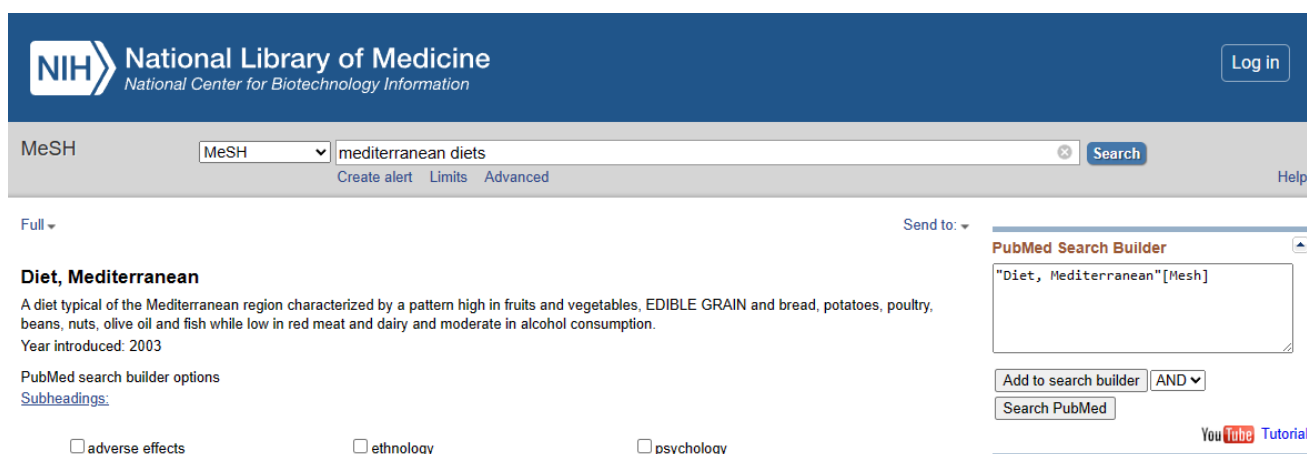 NIH
National Library of Medicine
National Center for Biotechnology Information
Log in
MeSH
MeSH
mediterranean diets
Search
Create alert Limits Advanced
Help
Full
Send to:
Diet, Mediterranean
A diet typical of the Mediterranean region characterized by a pattern high in fruits and vegetables, EDIBLE GRAIN and bread, potatoes, poultry,
beans, nuts, olive oil and fish while low in red meat and dairy and moderate in alcohol consumption.
Year introduced: 2003
PubMed search builder options
Subheadings:
adverse effects
ethnology
psychology
PubMed Search Builder
"Diet, Mediterranean"[Mesh]
Add to search builder AND
Search PubMed
YouTube Tutorial